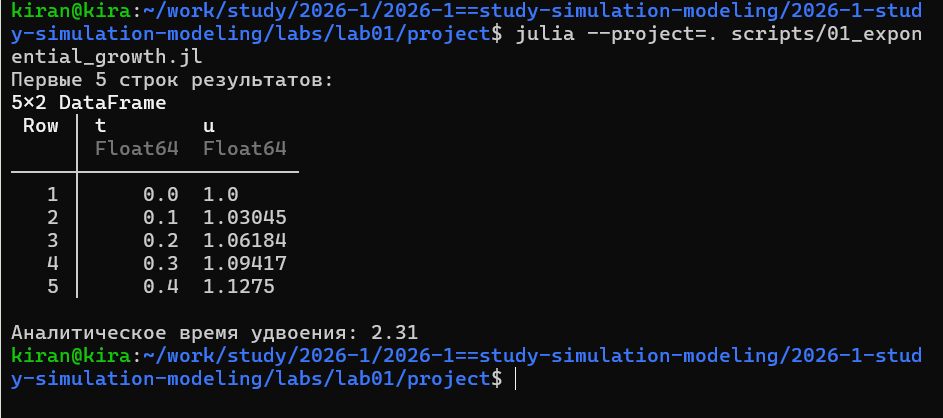 kiran@kira:~/work/study/2026-1/2026-1==study-simulation-modeling/2026-1-stud
y-simulation-modeling/labs/lab01/project$ julia --project=. scripts/01_expon
ential_growth.jl
Первые 5 строк результатов:
5×2 DataFrame
Row │ t u
│ Float64 Float64
1 │ 0.0 1.0
2 │ 0.1 1.03045
3 │ 0.2 1.06184
4 │ 0.3 1.09417
5 │ 0.4 1.1275
Аналитическое время удвоения: 2.31
kiran@kira:~/work/study/2026-1/2026-1==study-simulation-modeling/2026-1-stud
y-simulation-modeling/labs/lab01/project$